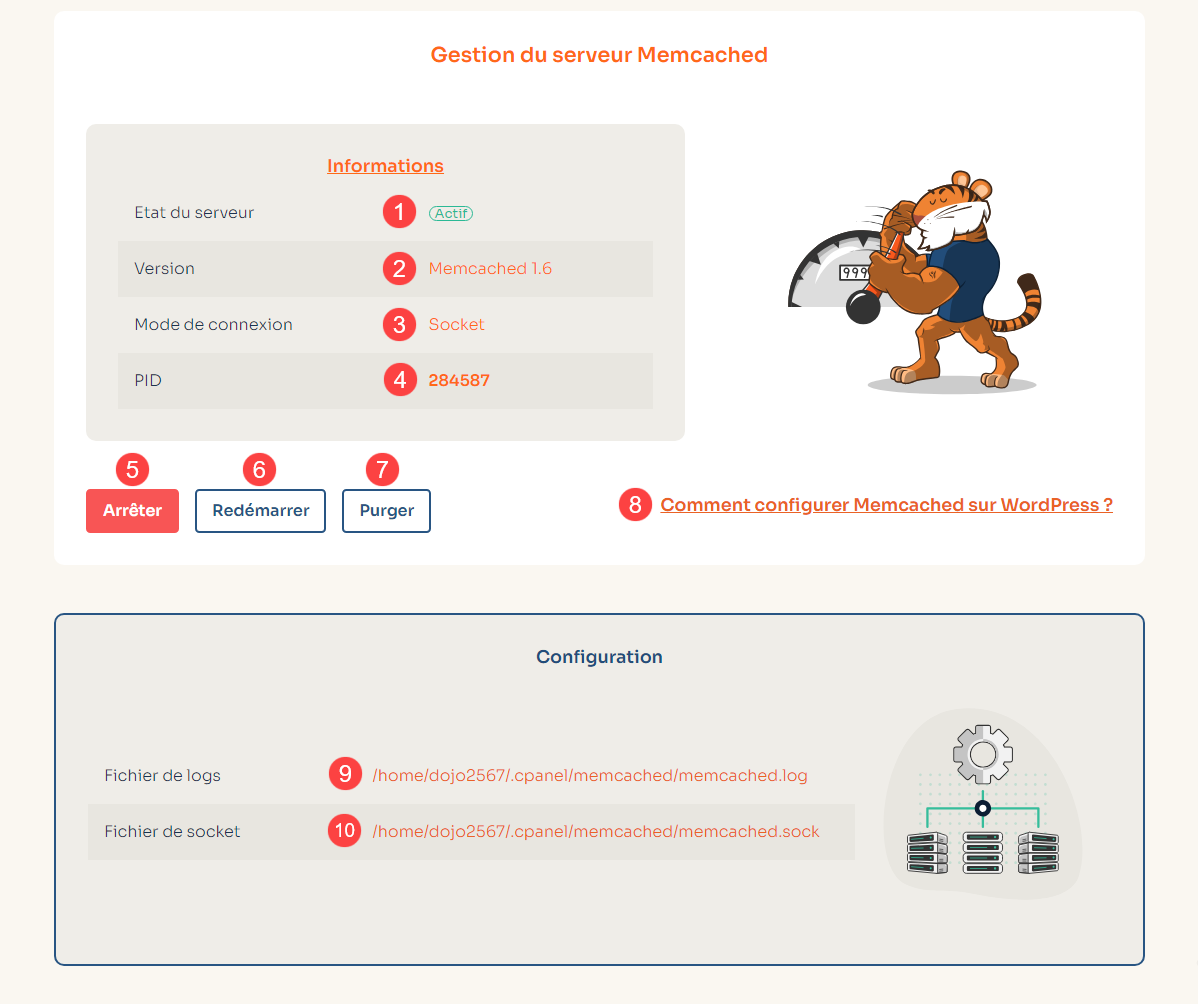 Gestion du serveur Memcached
Informations
Etat du serveur 1 Actif
Version 2 Memcached 1.6
Mode de connexion 3 Socket
PID 4 284587
999
5 6 7
Arrêter Redémarrer Purger
8 Comment configurer Memcached sur WordPress ?
Configuration
Fichier de logs 9 /home/dojo2567/.cpanel/memcached/memcached.log
Fichier de socket 10 /home/dojo2567/.cpanel/memcached/memcached.sock